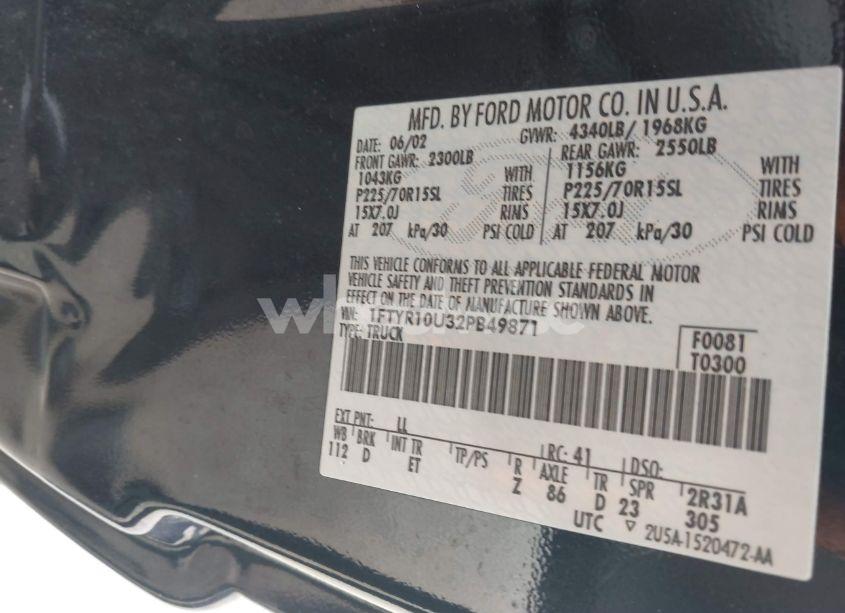 MFD. BY FORD MOTOR CO. IN U.S.A.
DATE: 06/02 GVWR: 4340LB/ 1968KG
FRONT GAWR: 2300LB REAR GAWR: 2550LB
1043KG WITH 1156KG WITH
P225/70R15SL TIRES P225/70R15SL TIRES
15X7.0J RIMS 15X7.0J RIMS
AT 207 kPa/30 PSI COLD AT 207 kPa/30 PSI COLD
THIS VEHICLE CONFORMS TO ALL APPLICABLE FEDERAL MOTOR
VEHICLE SAFETY AND THEFT PREVENTION STANDARDS IN
EFFECT ON THE DATE OF MANUFACTURE SHOWN ABOVE.
VIN: 1FTYR10U32PB49871
TYPE: TRUCK
F0081
T0300
EXT PNT: LL RC: 41 DSO:
WB BRK INT TR TP/PS R AXLE TR SPR 2R31A
112 D ET Z 86 D 23 305
UTC ▽ 2U5A-1520472-AA